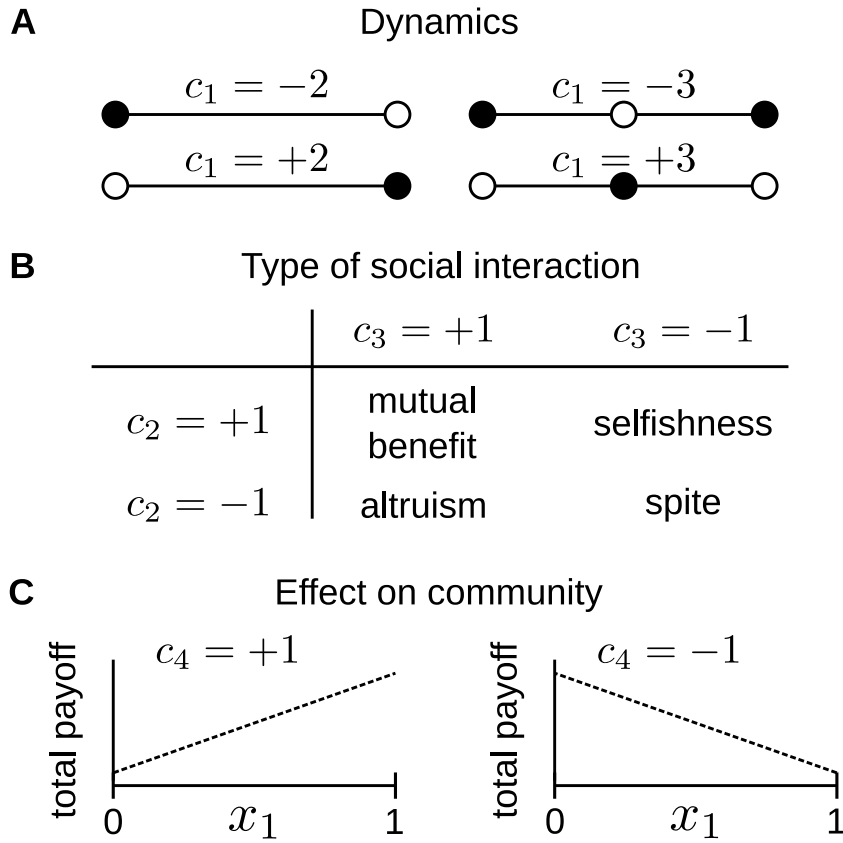 A Dynamics
c₁ = −2 c₁ = −3
c₁ = +2 c₁ = +3
B Type of social interaction
c₃ = +1 c₃ = −1
c₂ = +1 mutual benefit selfishness
c₂ = −1 altruism spite
C Effect on community
total payoff c₄ = +1 total payoff c₄ = −1
0 x₁ 1 0 x₁ 1